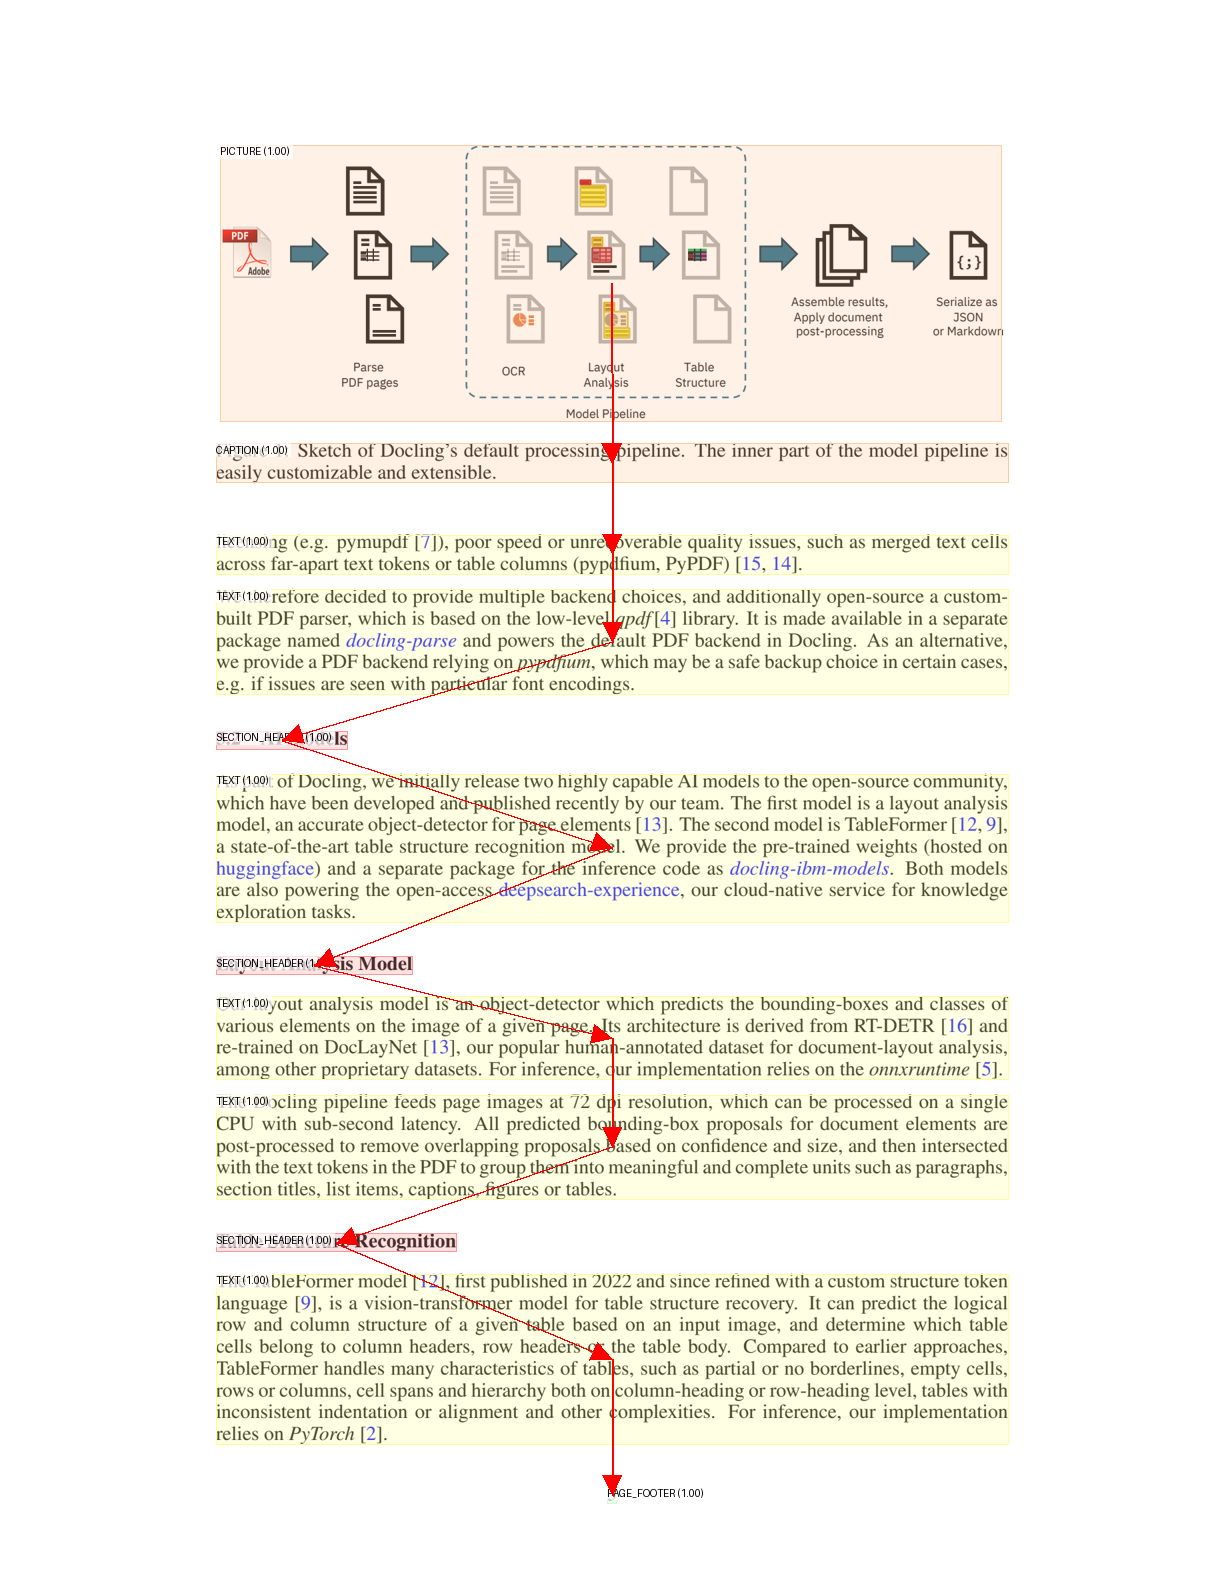 PICTURE (1.00)
PDF
Adobe
{;}
Assemble results,
Apply document
post-processing
Serialize as
JSON
or Markdown
Parse
PDF pages
OCR
Layout
Analysis
Table
Structure
Model Pipeline
CAPTION (1.00)
Sketch of Docling's default processing pipeline. The inner part of the model pipeline is
easily customizable and extensible.
TEXT (1.00)
(e.g. pymupdf [7]), poor speed or unrecoverable quality issues, such as merged text cells
across far-apart text tokens or table columns (pypdfium, PyPDF) [15, 14].
TEXT (1.00)
decided to provide multiple backend choices, and additionally open-source a custom-
built PDF parser, which is based on the low-level qpdf [4] library. It is made available in a separate
package named docling-parse and powers the default PDF backend in Docling. As an alternative,
we provide a PDF backend relying on pypdfium, which may be a safe backup choice in certain cases,
e.g. if issues are seen with particular font encodings.
SECTION_HEADER (1.00)
TEXT (1.00)
of Docling, we initially release two highly capable AI models to the open-source community,
which have been developed and published recently by our team. The first model is a layout analysis
model, an accurate object-detector for page elements [13]. The second model is TableFormer [12, 9],
a state-of-the-art table structure recognition model. We provide the pre-trained weights (hosted on
huggingface) and a separate package for the inference code as docling-ibm-models. Both models
are also powering the open-access deepsearch-experience, our cloud-native service for knowledge
exploration tasks.
SECTION_HEADER (1.00)
Analysis Model
TEXT (1.00)
layout analysis model is an object-detector which predicts the bounding-boxes and classes of
various elements on the image of a given page. Its architecture is derived from RT-DETR [16] and
re-trained on DocLayNet [13], our popular human-annotated dataset for document-layout analysis,
among other proprietary datasets. For inference, our implementation relies on the onnxruntime [5].
TEXT (1.00)
Docling pipeline feeds page images at 72 dpi resolution, which can be processed on a single
CPU with sub-second latency. All predicted bounding-box proposals for document elements are
post-processed to remove overlapping proposals based on confidence and size, and then intersected
with the text tokens in the PDF to group them into meaningful and complete units such as paragraphs,
section titles, list items, captions, figures or tables.
SECTION_HEADER (1.00)
Recognition
TEXT (1.00)
TableFormer model [12], first published in 2022 and since refined with a custom structure token
language [9], is a vision-transformer model for table structure recovery. It can predict the logical
row and column structure of a given table based on an input image, and determine which table
cells belong to column headers, row headers or the table body. Compared to earlier approaches,
TableFormer handles many characteristics of tables, such as partial or no borderlines, empty cells,
rows or columns, cell spans and hierarchy both on column-heading or row-heading level, tables with
inconsistent indentation or alignment and other complexities. For inference, our implementation
relies on PyTorch [2].
PAGE_FOOTER (1.00)